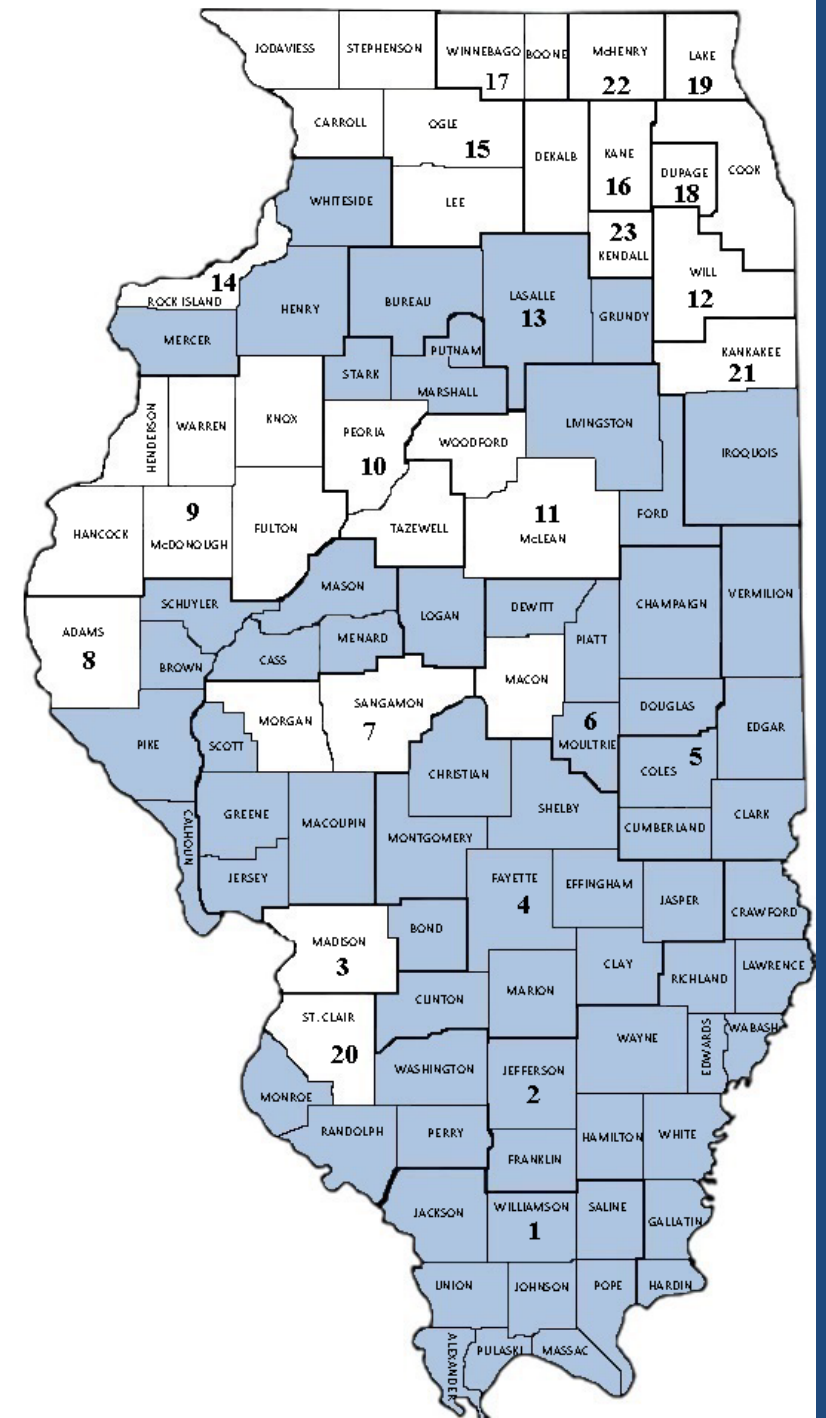 JODAVIESS
STEPHENSON
WINNEBAGO
17
BOONE
McHENRY
22
LAKE
19
CARROLL
OGLE
15
DEKALB
KANE
16
DUPAGE
18
COOK
WHITESIDE
LEE
23
KENDALL
WILL
12
14
ROCK ISLAND
HENRY
BUREAU
LASALLE
13
GRUNDY
MERCER
PUTNAM
KANKAKEE
21
STARK
MARSHALL
HENDERSON
WARREN
KNOX
PEORIA
10
WOODFORD
LIVINGSTON
IROQUOIS
HANCOCK
9
McDONOUGH
FULTON
TAZEWELL
11
McLEAN
FORD
SCHUYLER
MASON
LOGAN
DEWITT
CHAMPAIGN
VERMILION
ADAMS
8
BROWN
CASS
MENARD
PIATT
MACON
PIKE
SCOTT
MORGAN
SANGAMON
7
6
MOULTRIE
DOUGLAS
EDGAR
5
COLES
CHRISTIAN
CALHOUN
GREENE
MACOUPIN
MONTGOMERY
SHELBY
CUMBERLAND
CLARK
JERSEY
FAYETTE
4
EFFINGHAM
JASPER
CRAWFORD
MADISON
3
BOND
CLAY
RICHLAND
LAWRENCE
ST. CLAIR
20
CLINTON
MARION
WAYNE
EDWARDS
WABASH
MONROE
WASHINGTON
JEFFERSON
2
RANDOLPH
PERRY
FRANKLIN
HAMILTON
WHITE
JACKSON
WILLIAMSON
1
SALINE
GALLATIN
UNION
JOHNSON
POPE
HARDIN
ALEXANDER
PULASKI
MASSAC